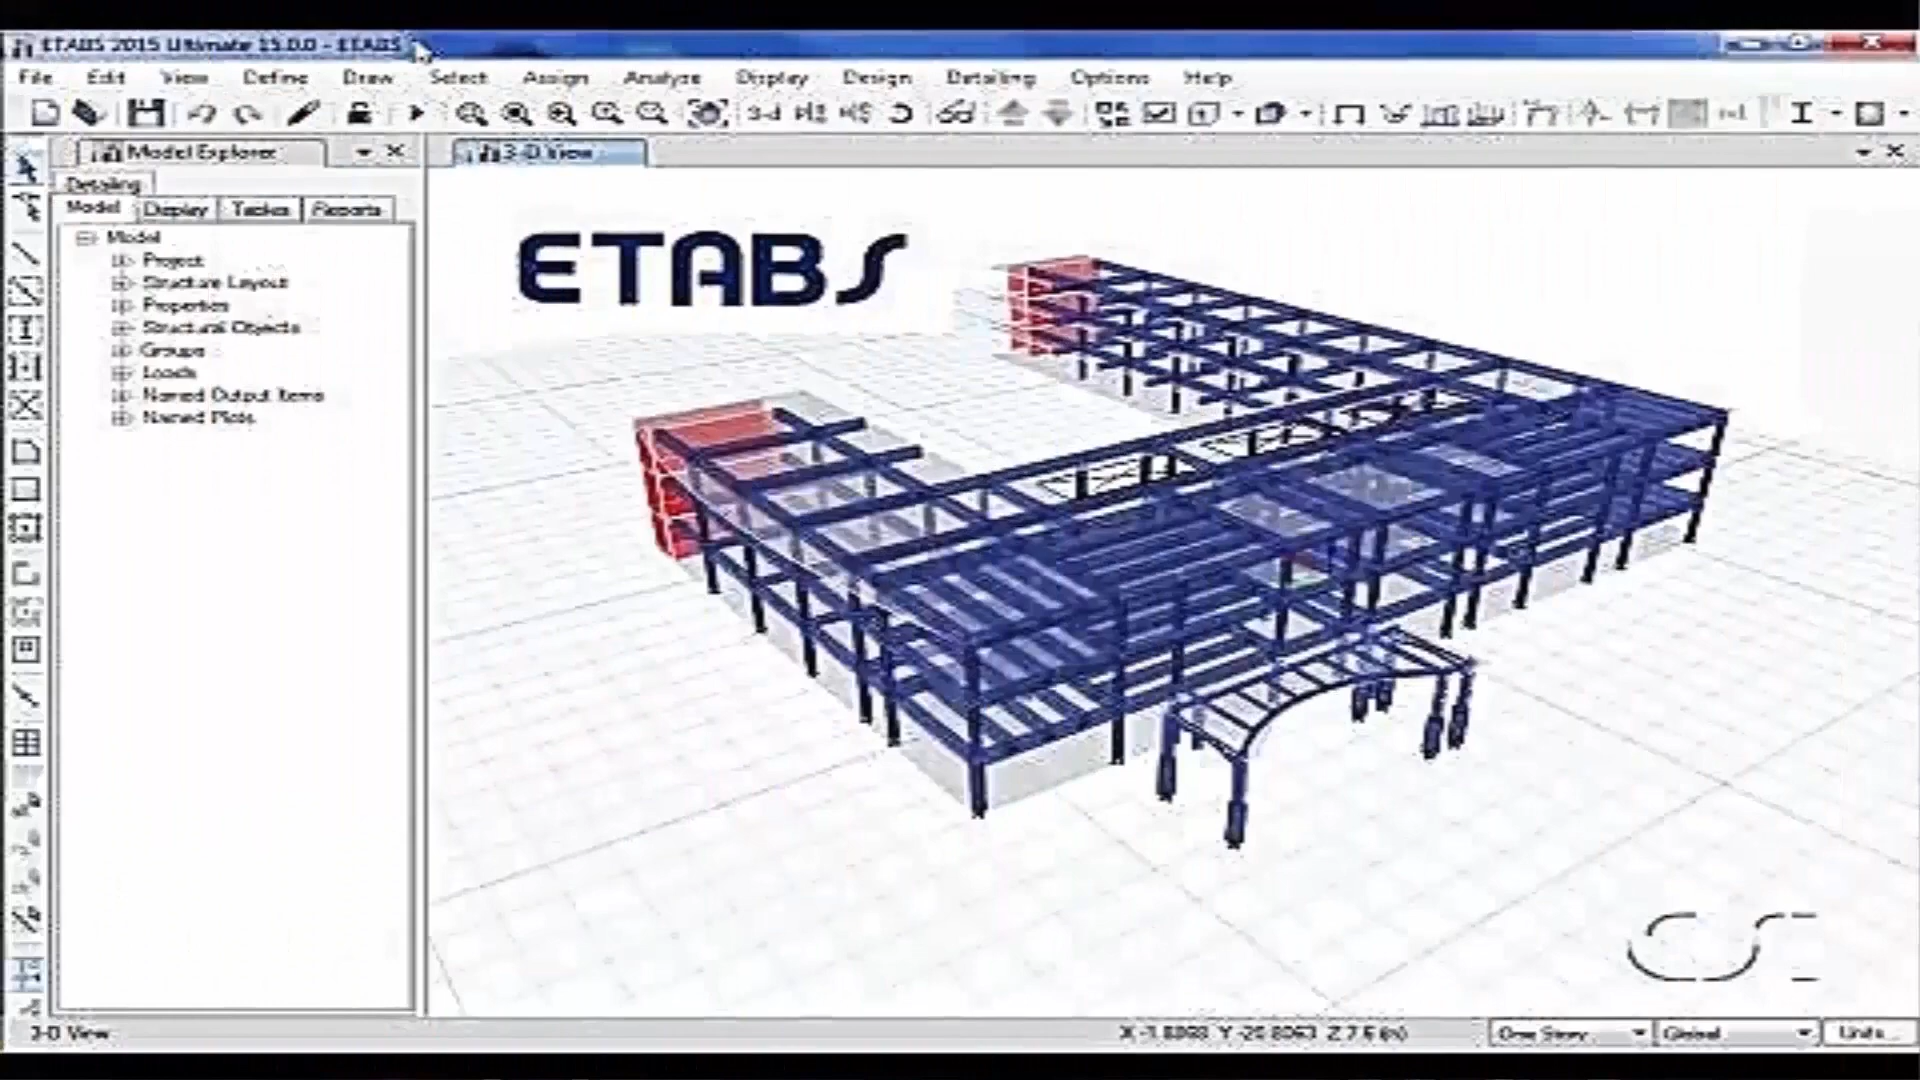 ETABS 2015 Ultimate 15.0.0 - ETABS
File Edit View Define Draw Select Assign Analyze Display Design Detailing Options Help
Model Explorer
3-D View
Detailing
Model Display Tables Reports
Model
Project
Structure Layout
Properties
Structural Objects
Groups
Loads
Named Output Items
Named Plots
ETABS
CSI
3-D View
One Story
Global
Units...